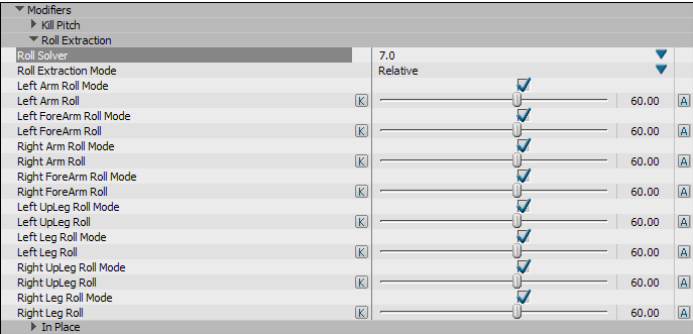 Modifiers
Kill Pitch
Roll Extraction
Roll Solver 7.0
Roll Extraction Mode Relative
Left Arm Roll Mode
Left Arm Roll K 60.00 A
Left ForeArm Roll Mode
Left ForeArm Roll K 60.00 A
Right Arm Roll Mode
Right Arm Roll K 60.00 A
Right ForeArm Roll Mode
Right ForeArm Roll K 60.00 A
Left UpLeg Roll Mode
Left UpLeg Roll K 60.00 A
Left Leg Roll Mode
Left Leg Roll K 60.00 A
Right UpLeg Roll Mode
Right UpLeg Roll K 60.00 A
Right Leg Roll Mode
Right Leg Roll K 60.00 A
In Place